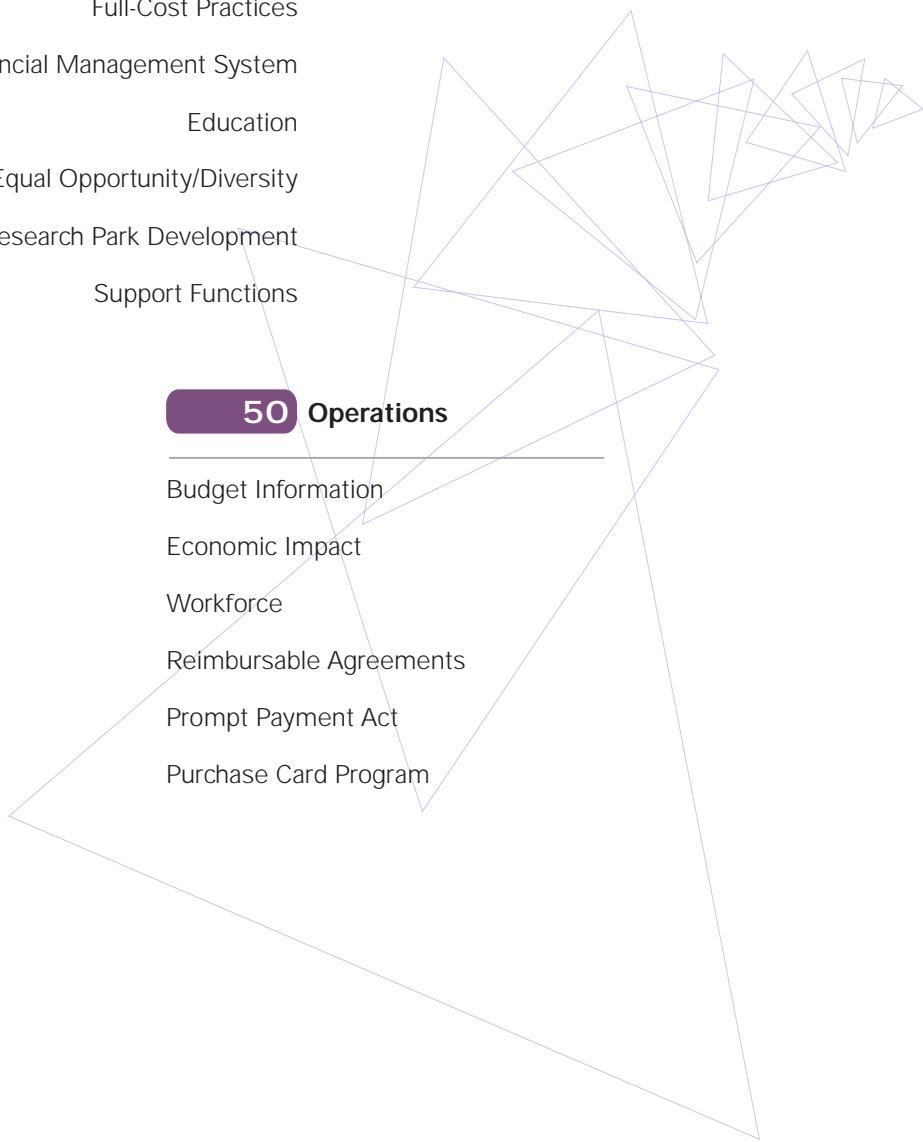 Full-Cost Practices
ncial Management System
Education
Equal Opportunity/Diversity
esearch Park Development
Support Functions
50 Operations
Budget Information
Economic Impact
Workforce
Reimbursable Agreements
Prompt Payment Act
Purchase Card Program